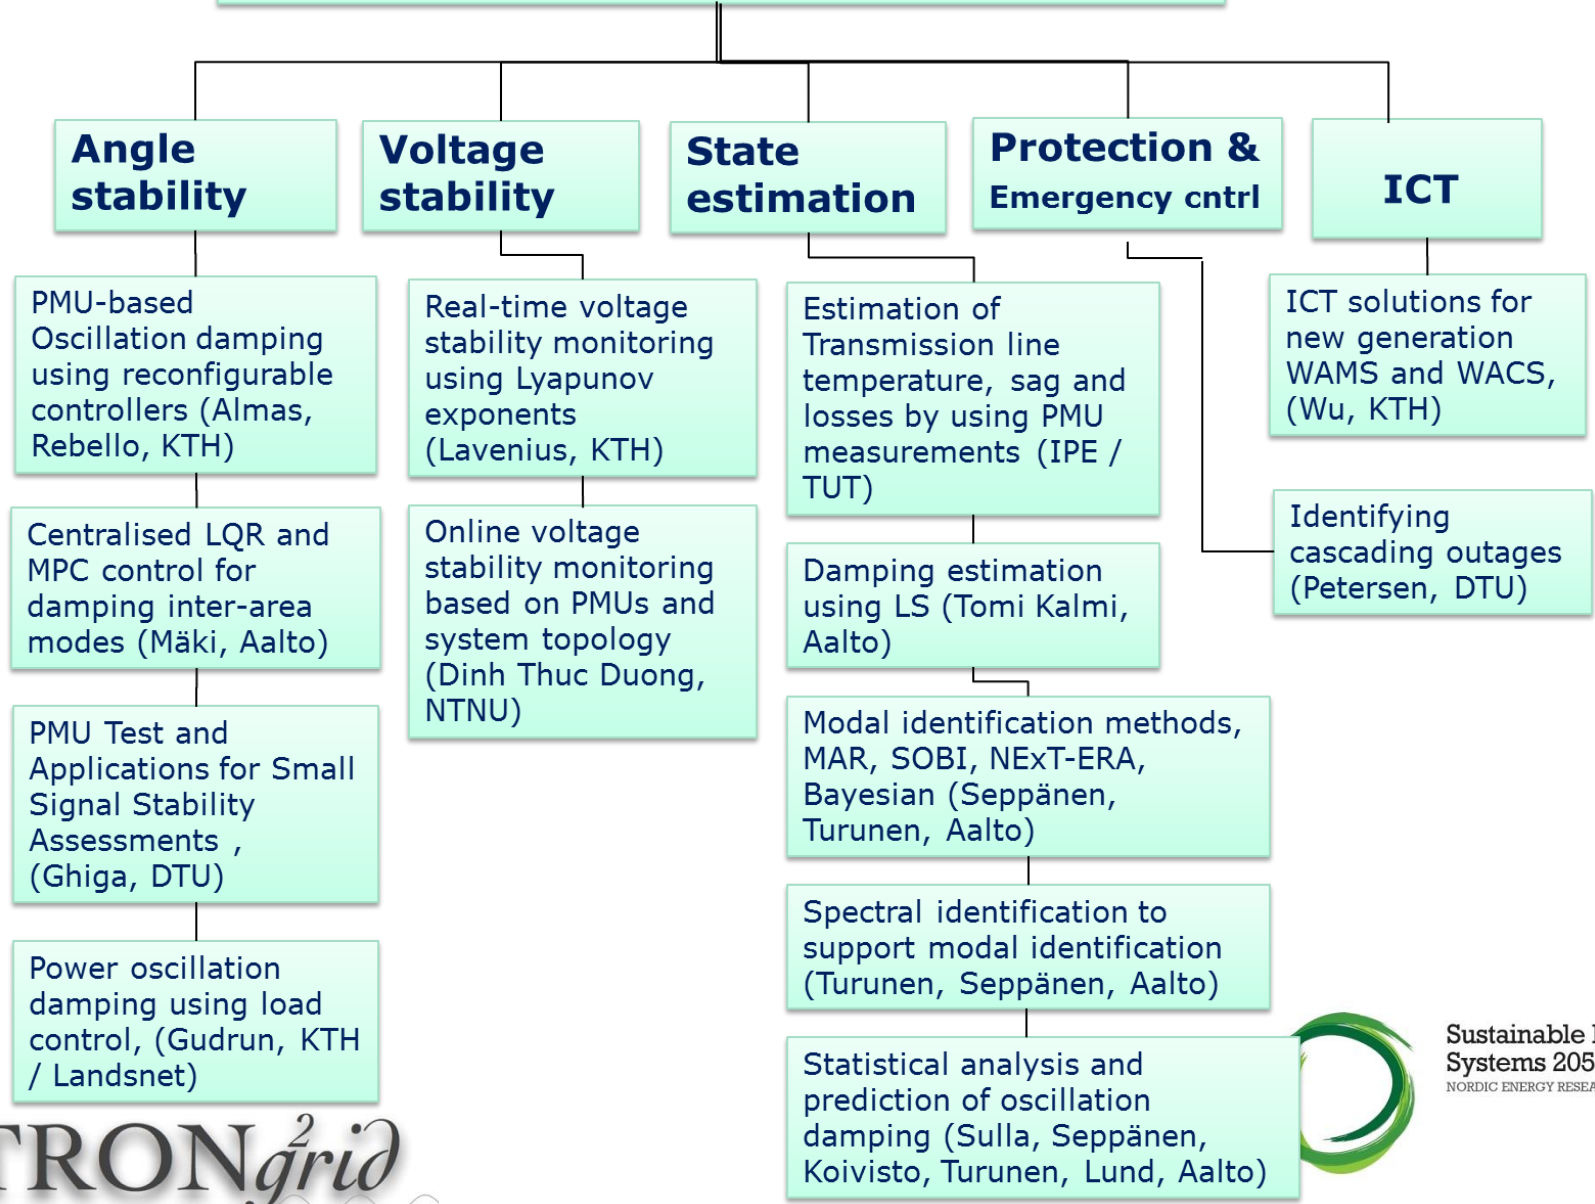 Angle
stability
Voltage
stability
State
estimation
Protection &
Emergency cntrl
ICT
PMU-based
Oscillation damping
using reconfigurable
controllers (Almas,
Rebello, KTH)
Centralised LQR and
MPC control for
damping inter-area
modes (Mäki, Aalto)
PMU Test and
Applications for Small
Signal Stability
Assessments ,
(Ghiga, DTU)
Power oscillation
damping using load
control, (Gudrun, KTH
/ Landsnet)
Real-time voltage
stability monitoring
using Lyapunov
exponents
(Lavenius, KTH)
Online voltage
stability monitoring
based on PMUs and
system topology
(Dinh Thuc Duong,
NTNU)
Estimation of
Transmission line
temperature, sag and
losses by using PMU
measurements (IPE /
TUT)
Damping estimation
using LS (Tomi Kalmi,
Aalto)
Modal identification methods,
MAR, SOBI, NExT-ERA,
Bayesian (Seppänen,
Turunen, Aalto)
Spectral identification to
support modal identification
(Turunen, Seppänen, Aalto)
Statistical analysis and
prediction of oscillation
damping (Sulla, Seppänen,
Koivisto, Turunen, Lund, Aalto)
ICT solutions for
new generation
WAMS and WACS,
(Wu, KTH)
Identifying
cascading outages
(Petersen, DTU)
TRON2grid
Sustainable
Systems 205
NORDIC ENERGY RESEA